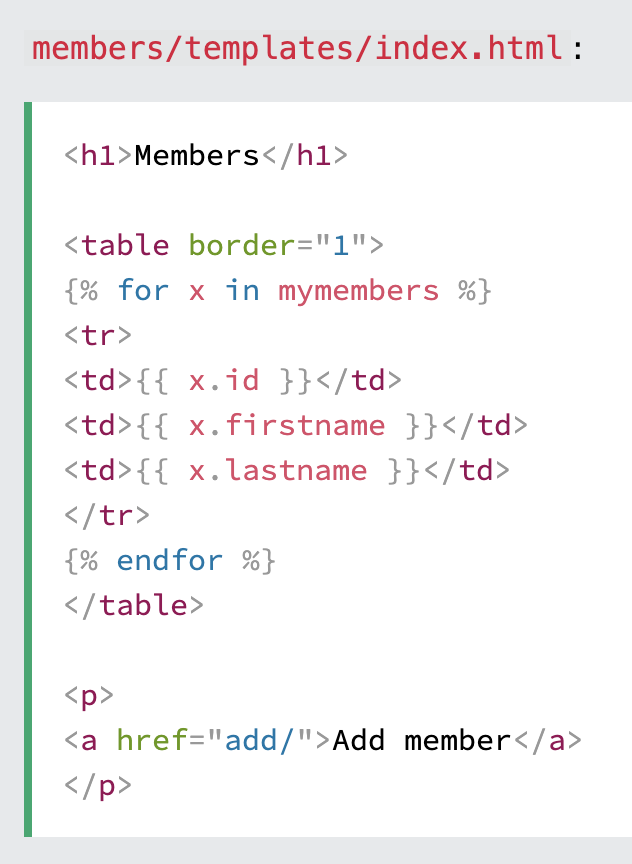 members/templates/index.html:
<h1>Members</h1>
<table border="1">
{% for x in mymembers %}
<tr>
<td>{{ x.id }}</td>
<td>{{ x.firstname }}</td>
<td>{{ x.lastname }}</td>
</tr>
{% endfor %}
</table>
<p>
<a href="add/">Add member</a>
</p>